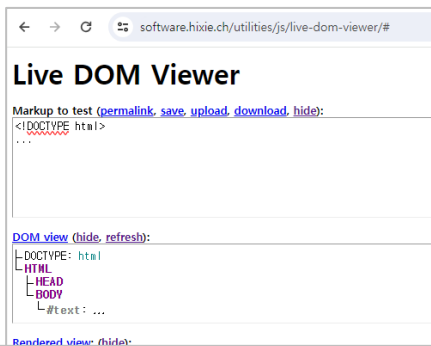 software.hixie.ch/utilities/js/live-dom-viewer/#
Live DOM Viewer
Markup to test (permalink, save, upload, download, hide):
<!DOCTYPE html>
...
DOM view (hide, refresh):
DOCTYPE: html
HTML
HEAD
BODY
#text: ...
Rendered view: (hide):